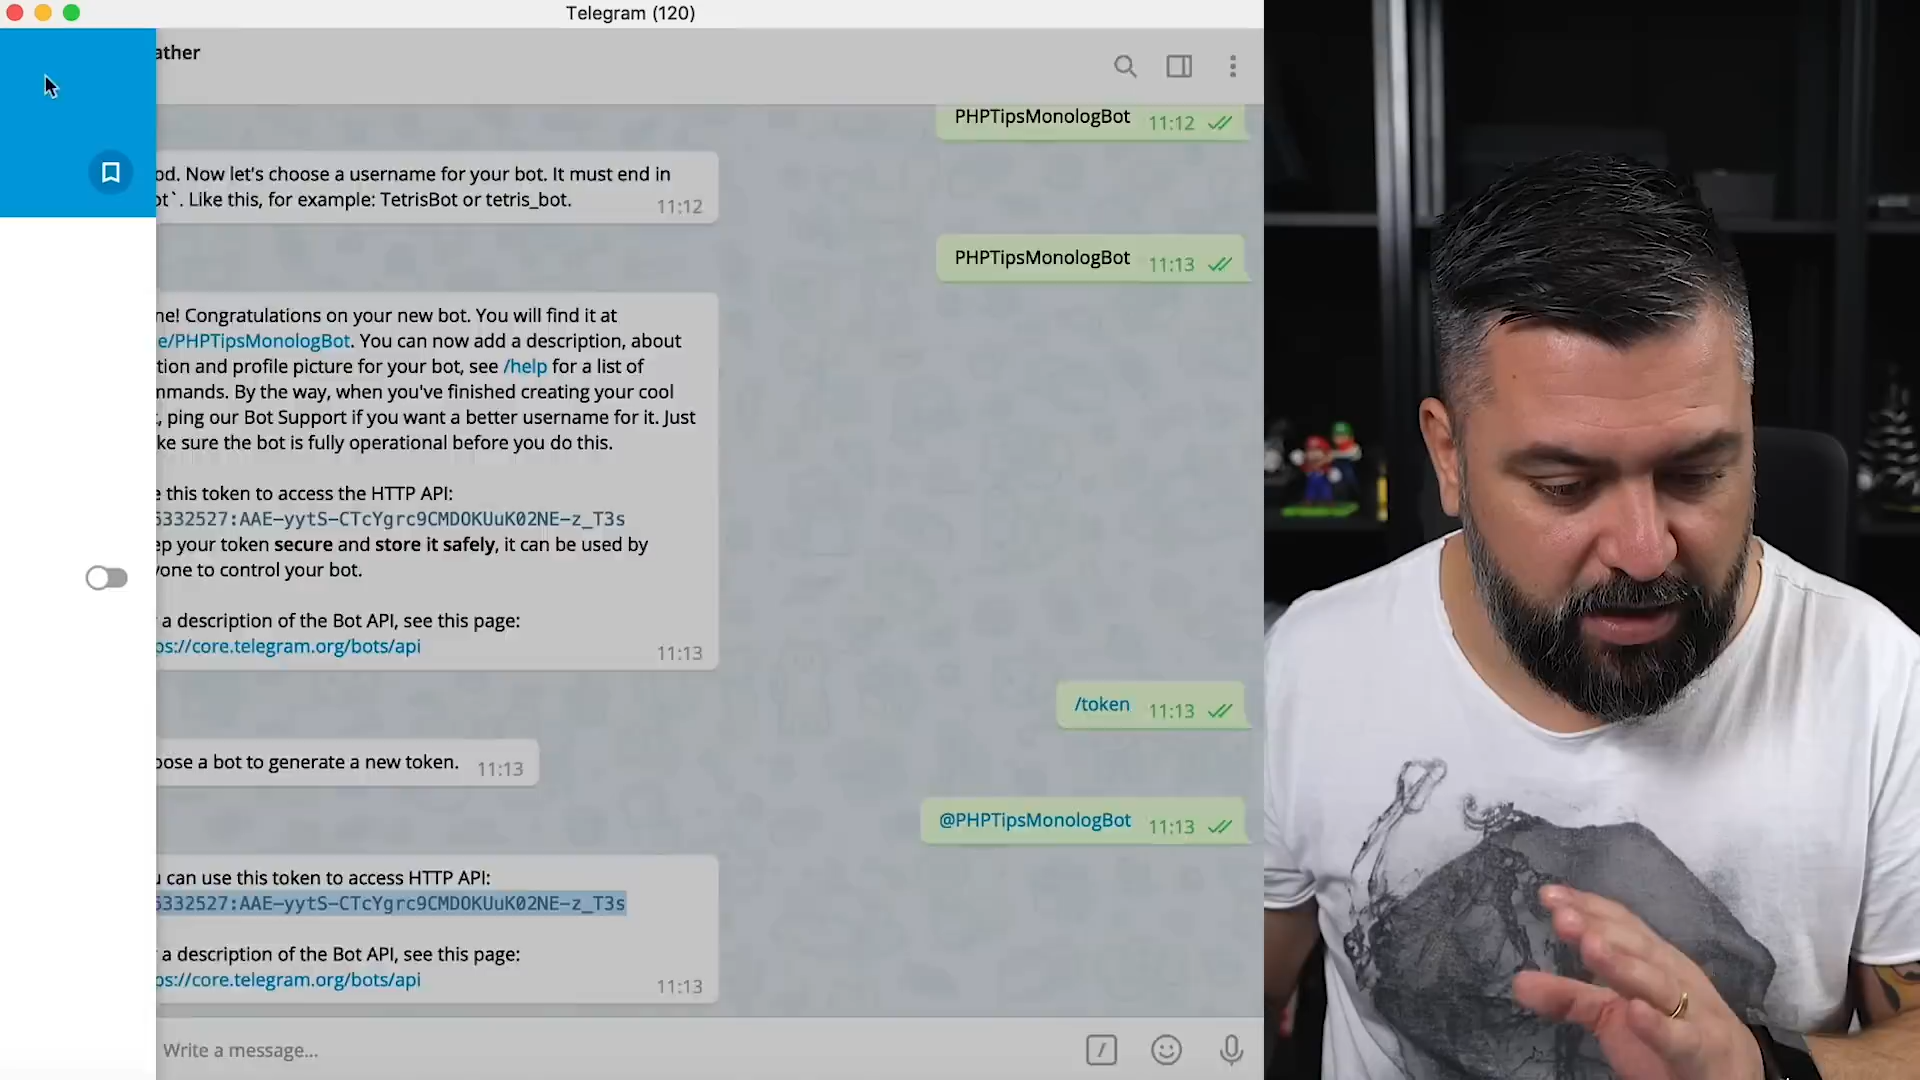 Telegram (120)
ather
PHPTipsMonologBot 11:12
od. Now let's choose a username for your bot. It must end in
ot`. Like this, for example: TetrisBot or tetris_bot. 11:12
PHPTipsMonologBot 11:13
ne! Congratulations on your new bot. You will find it at
e/PHPTipsMonologBot. You can now add a description, about
tion and profile picture for your bot, see /help for a list of
mmands. By the way, when you've finished creating your cool
, ping our Bot Support if you want a better username for it. Just
ke sure the bot is fully operational before you do this.
e this token to access the HTTP API:
5332527:AAE-yytS-CTcYgrc9CMDOKUuK02NE-z_T3s
ep your token secure and store it safely, it can be used by
yone to control your bot.
r a description of the Bot API, see this page:
ps://core.telegram.org/bots/api 11:13
/token 11:13
oose a bot to generate a new token. 11:13
@PHPTipsMonologBot 11:13
u can use this token to access HTTP API:
5332527:AAE-yytS-CTcYgrc9CMDOKUuK02NE-z_T3s
r a description of the Bot API, see this page:
ps://core.telegram.org/bots/api 11:13
Write a message...